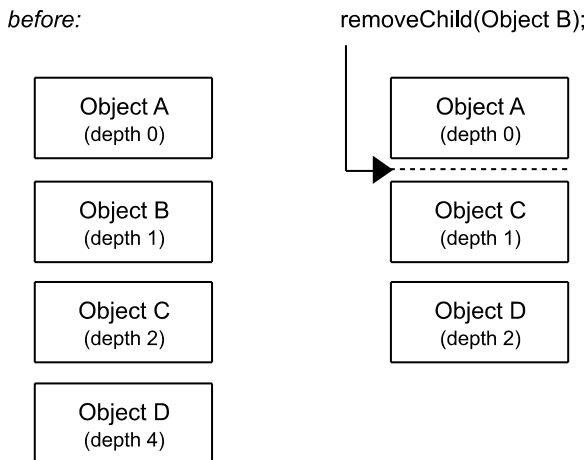 before:
Object A
(depth 0)
Object B
(depth 1)
Object C
(depth 2)
Object D
(depth 4)
removeChild(Object B);
Object A
(depth 0)
Object C
(depth 1)
Object D
(depth 2)